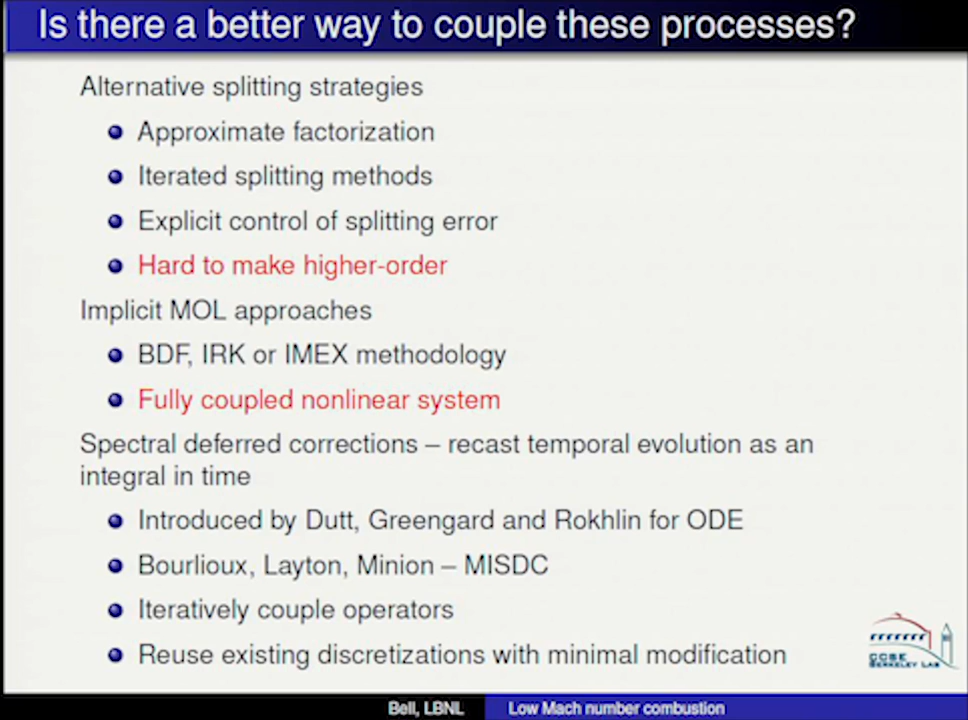 Is there a better way to couple these processes?
Alternative splitting strategies
Approximate factorization
Iterated splitting methods
Explicit control of splitting error
Hard to make higher-order
Implicit MOL approaches
BDF, IRK or IMEX methodology
Fully coupled nonlinear system
Spectral deferred corrections – recast temporal evolution as an
integral in time
Introduced by Dutt, Greengard and Rokhlin for ODE
Bourlioux, Layton, Minion – MISDC
Iteratively couple operators
Reuse existing discretizations with minimal modification
CCSE
BERKELEY LAB
Bell, LBNL
Low Mach number combustion